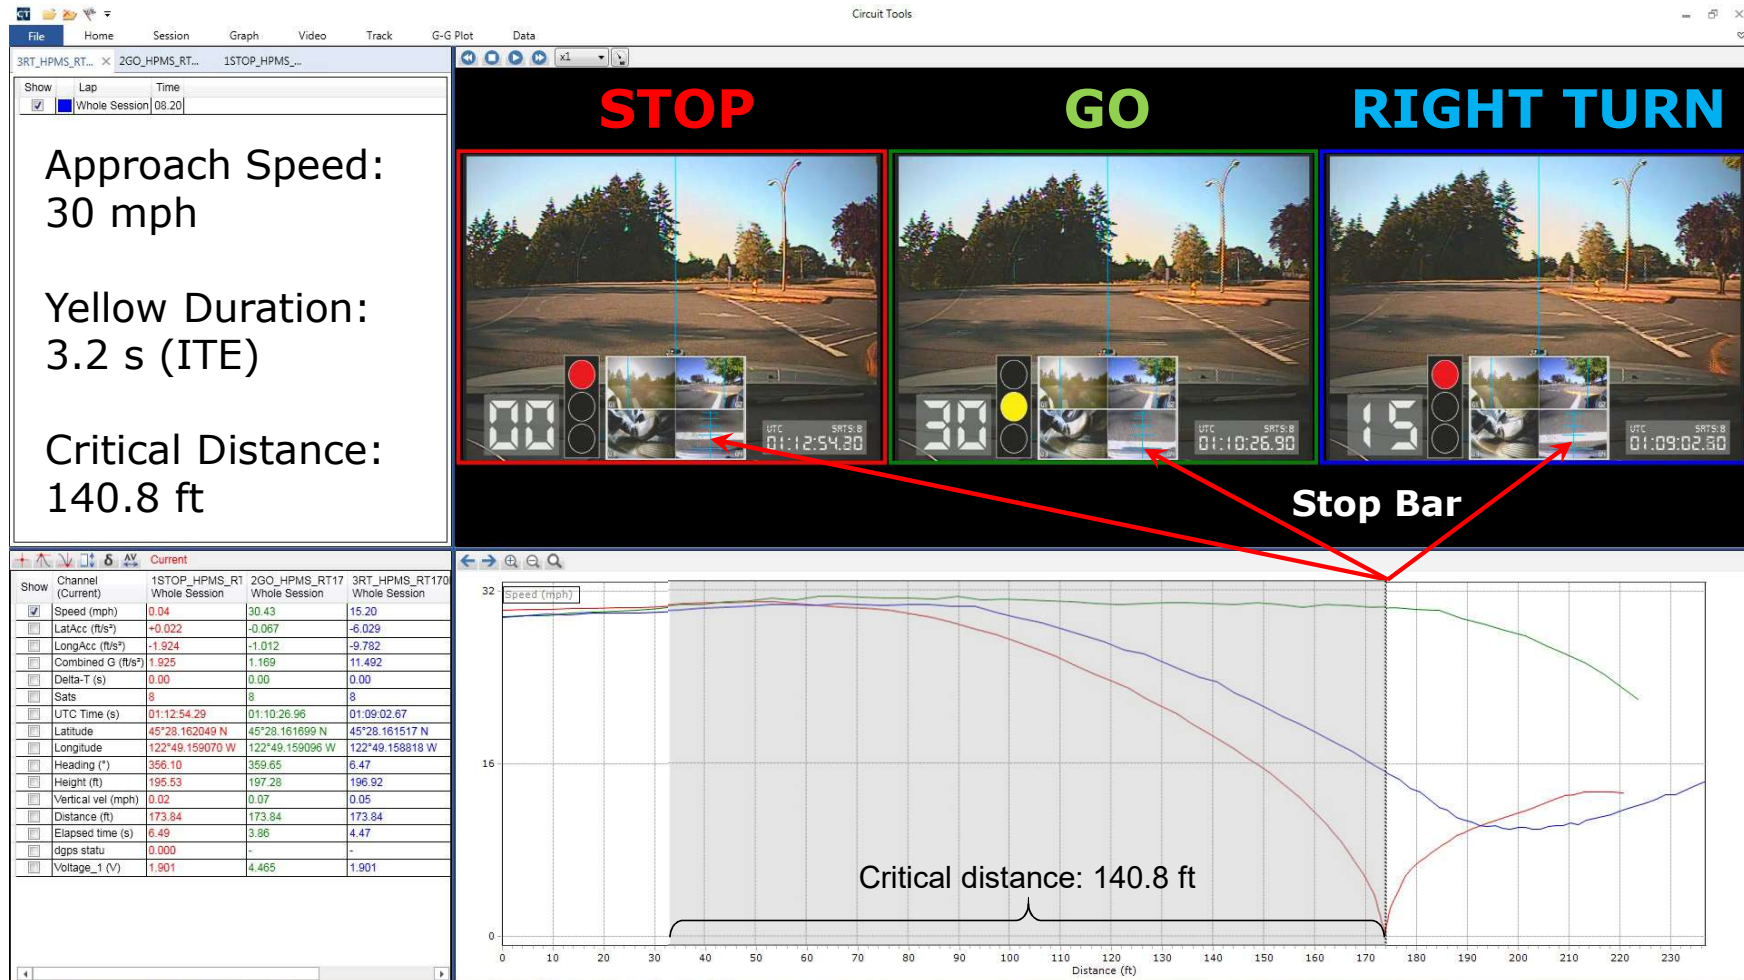 CT
Circuit Tools
File Home Session Graph Video Track G-G Plot Data
3RT_HPMS_RT... × 2GO_HPMS_RT... 1STOP_HPMS_...
x1
Show Lap Time
Whole Session 08.20
Approach Speed:
30 mph
Yellow Duration:
3.2 s (ITE)
Critical Distance:
140.8 ft
STOP GO RIGHT TURN
00 UTC SATS:8
01:12:54.30
30 UTC SATS:8
01:10:26.90
15 UTC SATS:8
Stop Bar
δ Current
Show Channel (Current) 1STOP_HPMS_RT Whole Session 2GO_HPMS_RT17 Whole Session 3RT_HPMS_RT170 Whole Session
Speed (mph) 0.04 30.43 15.20
LatAcc (ft/s²) +0.022 -0.067 -6.029
LongAcc (ft/s²) -1.924 -1.012 -9.782
Combined G (ft/s²) 1.925 1.169 11.492
Delta-T (s) 0.00 0.00 0.00
Sats 8 8 8
UTC Time (s) 01:12:54.29 01:10:26.96 01:09:02.67
Latitude 45°28.162049 N 45°28.161699 N 45°28.161517 N
Longitude 122°49.159070 W 122°49.159096 W 122°49.158818 W
Heading (°) 356.10 359.65 6.47
Height (ft) 195.53 197.28 196.92
Vertical vel (mph) 0.02 0.07 0.05
Distance (ft) 173.84 173.84 173.84
Elapsed time (s) 6.49 3.86 4.47
dgps statu 0.000 - -
Voltage_1 (V) 1.901 4.465 1.901
Speed (mph)
32
16
0
Critical distance: 140.8 ft
0 10 20 30 40 50 60 70 80 90 100 110 120 130 140 150 160 170 180 190 200 210 220 230
Distance (ft)